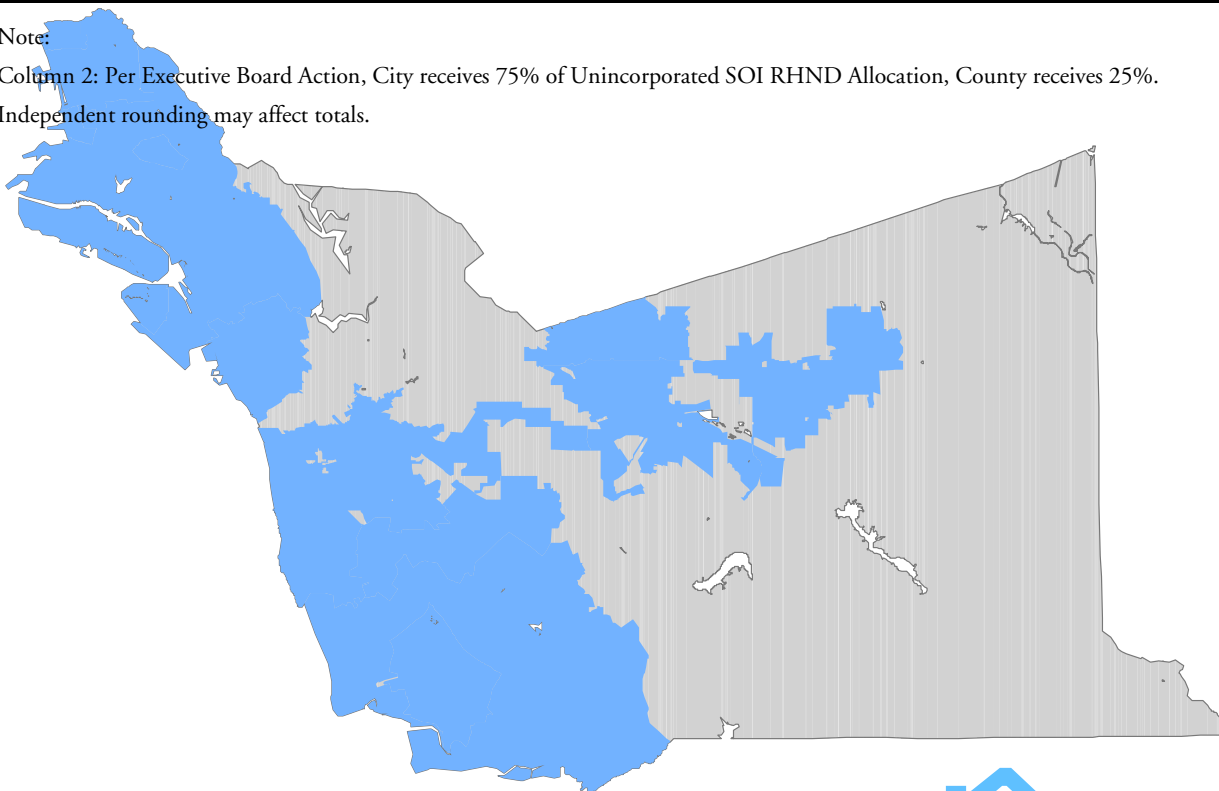 Note:
Column 2: Per Executive Board Action, City receives 75% of Unincorporated SOI RHND Allocation, County receives 25%.
Independent rounding may affect totals.